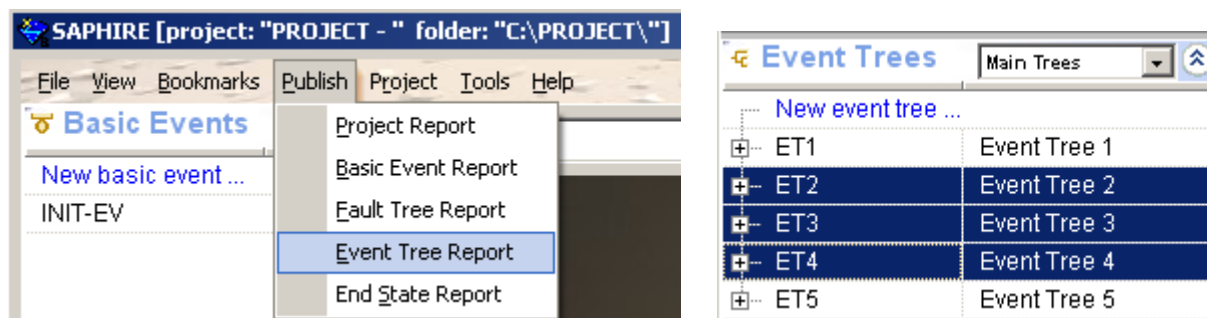 SAPHIRE [project: "PROJECT - " folder: "C:\PROJECT\"]
File View Bookmarks Publish Project Tools Help
Basic Events
New basic event ...
INIT-EV
Project Report
Basic Event Report
Fault Tree Report
Event Tree Report
End State Report
Event Trees Main Trees
New event tree ...
ET1 Event Tree 1
ET2 Event Tree 2
ET3 Event Tree 3
ET4 Event Tree 4
ET5 Event Tree 5